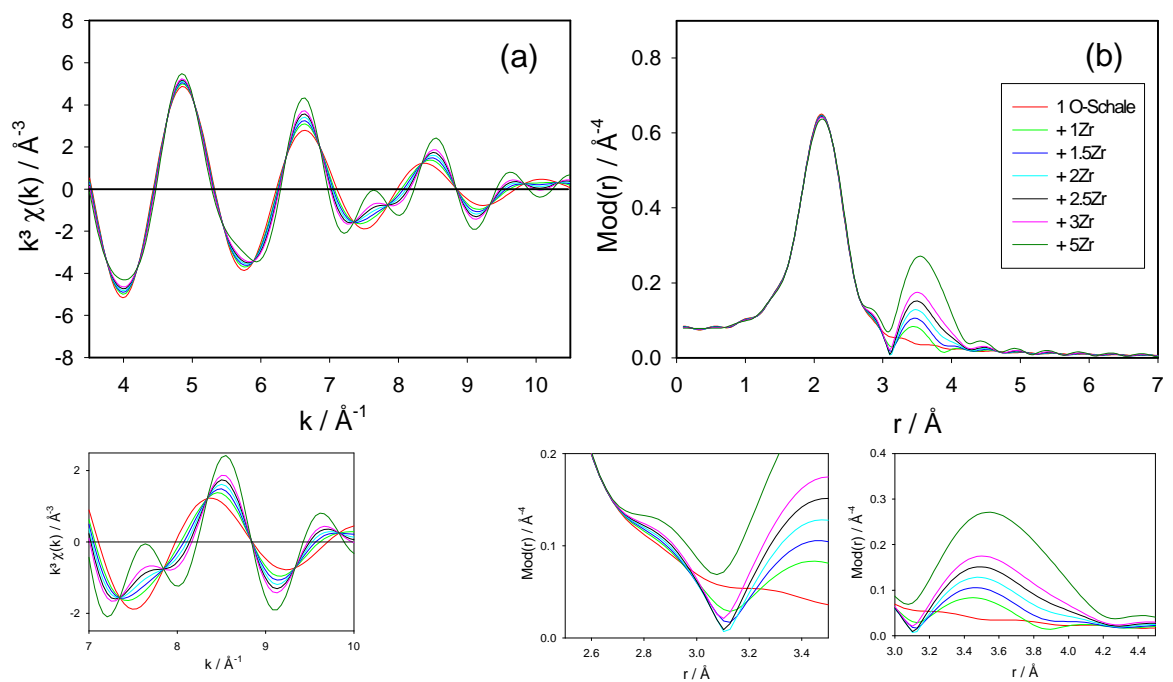 8
6
4
2
0
-2
-4
-6
-8
k³ χ(k) / Å⁻³
(a)
4 5 6 7 8 9 10
k / Å⁻¹
0.8
0.6
0.4
0.2
0.0
Mod(r) / Å⁻⁴
(b)
1 O-Schale
+ 1Zr
+ 1.5Zr
+ 2Zr
+ 2.5Zr
+ 3Zr
+ 5Zr
0 1 2 3 4 5 6 7
r / Å
2
0
-2
k³ χ(k) / Å⁻³
7 8 9 10
k / Å⁻¹
0.2
0.1
0.0
Mod(r) / Å⁻⁴
2.6 2.8 3.0 3.2 3.4
r / Å
0.4
0.3
0.2
0.1
0.0
Mod(r) / Å⁻⁴
3.0 3.2 3.4 3.6 3.8 4.0 4.2 4.4
r / Å